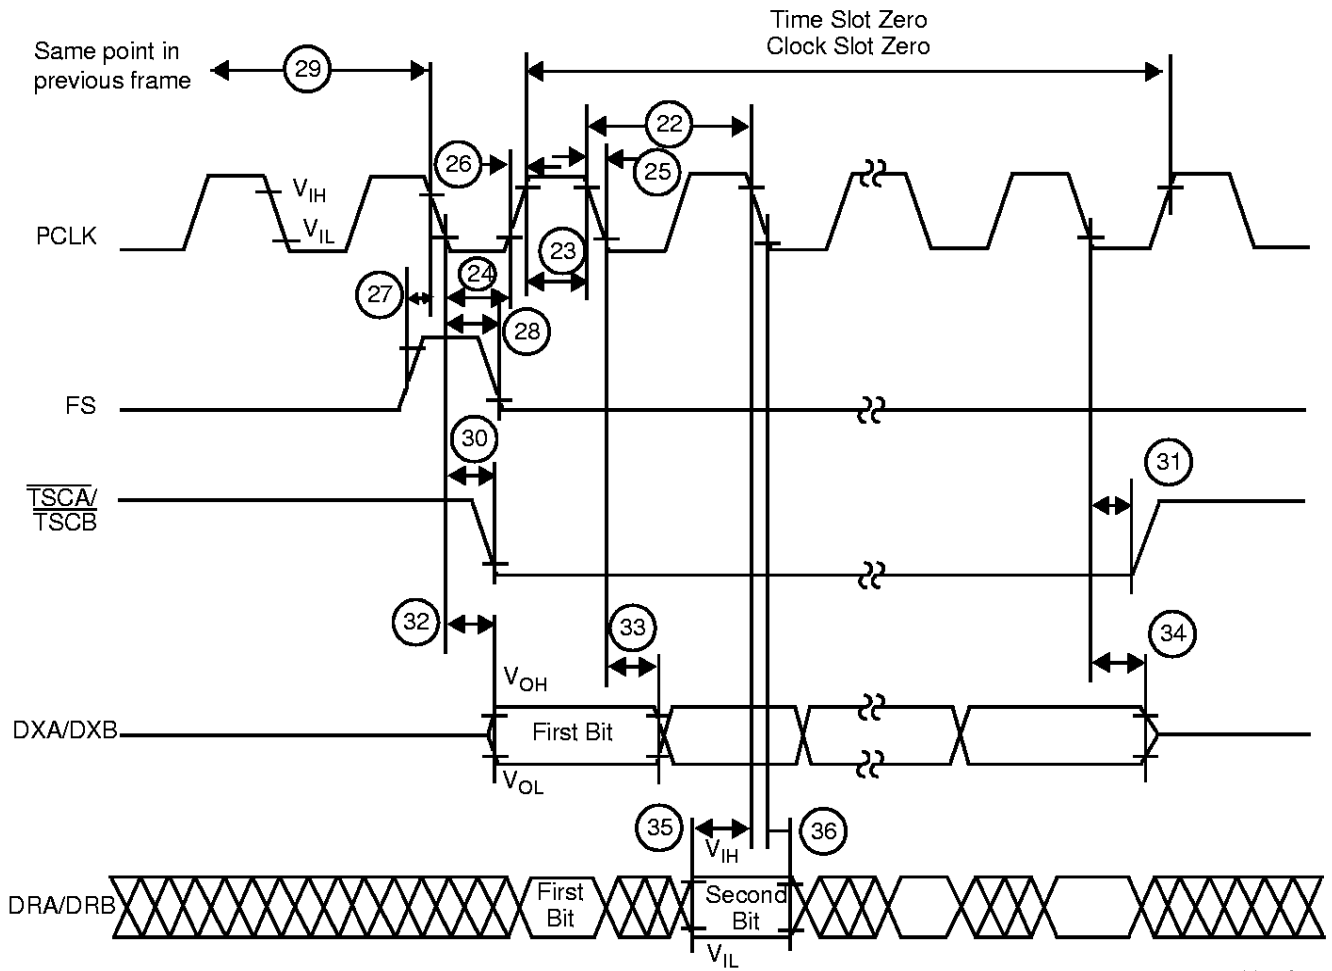 Time Slot Zero
Clock Slot Zero
Same point in
previous frame
29
22
26
25
VIH
VIL
PCLK
23
24
27
28
FS
30
31
TSCA/
TSCB
32
33
34
VOH
DXA/DXB
First Bit
VOL
35
36
VIH
DRA/DRB
First
Bit
Second
Bit
VIL